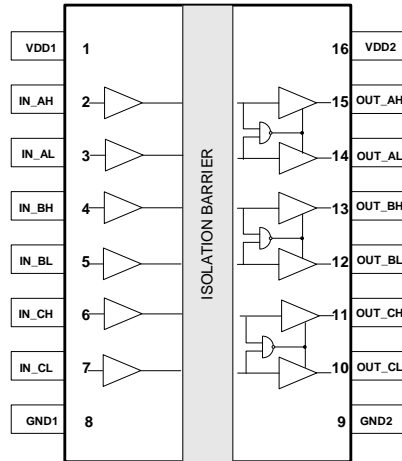 VDD1 1 16 VDD2
IN_AH 2 15 OUT_AH
IN_AL 3 14 OUT_AL
IN_BH 4 13 OUT_BH
IN_BL 5 12 OUT_BL
IN_CH 6 11 OUT_CH
IN_CL 7 10 OUT_CL
GND1 8 9 GND2
ISOLATION BARRIER